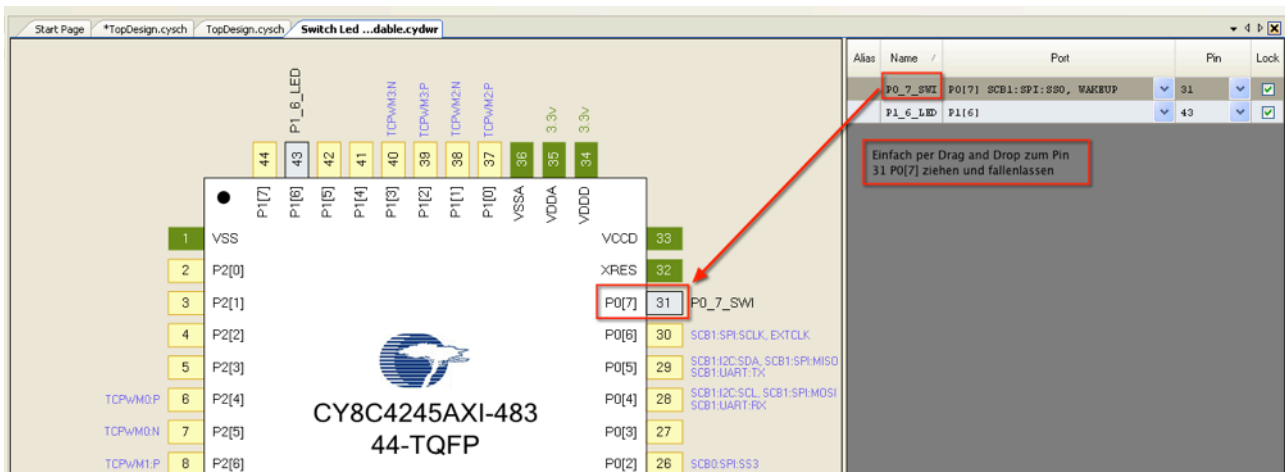 Start Page
*TopDesign.cysch
TopDesign.cysch
Switch Led ...dable.cydwr
Alias Name / Port Pin Lock
P0_7_SWI P0[7] SCB1:SPI:SS0, WAKEUP 31
P1_6_LED P1[6] 43
Einfach per Drag and Drop zum Pin
31 P0[7] ziehen und fallenlassen
P1_6_LED
TCPWM3:N
TCPWM3:P
TCPWM2:N
TCPWM2:P
3.3v
3.3v
44 43 42 41 40 39 38 37 36 35 34
P1[7] P1[6] P1[5] P1[4] P1[3] P1[2] P1[1] P1[0] VSSA VDDA VDDD
1 VSS
2 P2[0]
3 P2[1]
4 P2[2]
5 P2[3]
TCPWM0:P 6 P2[4]
TCPWM0:N 7 P2[5]
TCPWM1:P 8 P2[6]
CY8C4245AXI-483
44-TQFP
VCCD 33
XRES 32
P0[7] 31 P0_7_SWI
P0[6] 30 SCB1:SPI:SCLK, EXTCLK
P0[5] 29 SCB1:I2C:SDA, SCB1:SPI:MISO
SCB1:UART:TX
P0[4] 28 SCB1:I2C:SCL, SCB1:SPI:MOSI
SCB1:UART:RX
P0[3] 27
P0[2] 26 SCB0:SPI:SS3